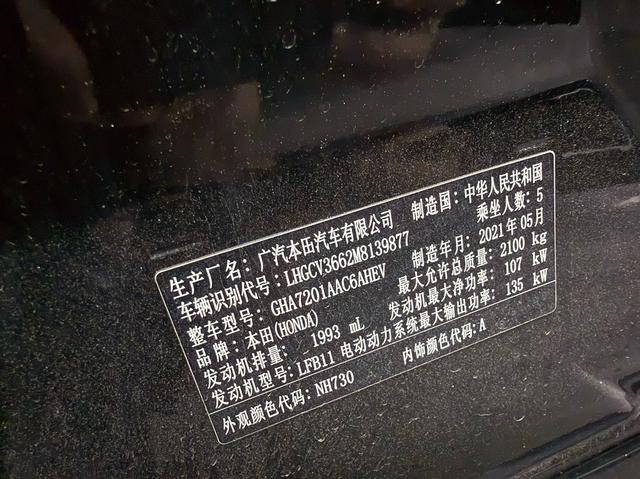 生产厂名：广汽本田汽车有限公司 制造国：中华人民共和国
车辆识别代号：LHGCV3662M8139877 乘坐人数：5
整车型号：GHA7201AAC6AHEV 制造年月：2021年05月
品牌：本田(HONDA) 最大允许总质量：2100 kg
发动机排量：1993 mL 发动机最大净功率：107 kW
发动机型号：LFB11 电动动力系统最大输出功率：135 kW
外观颜色代码：NH730 内饰颜色代码：A